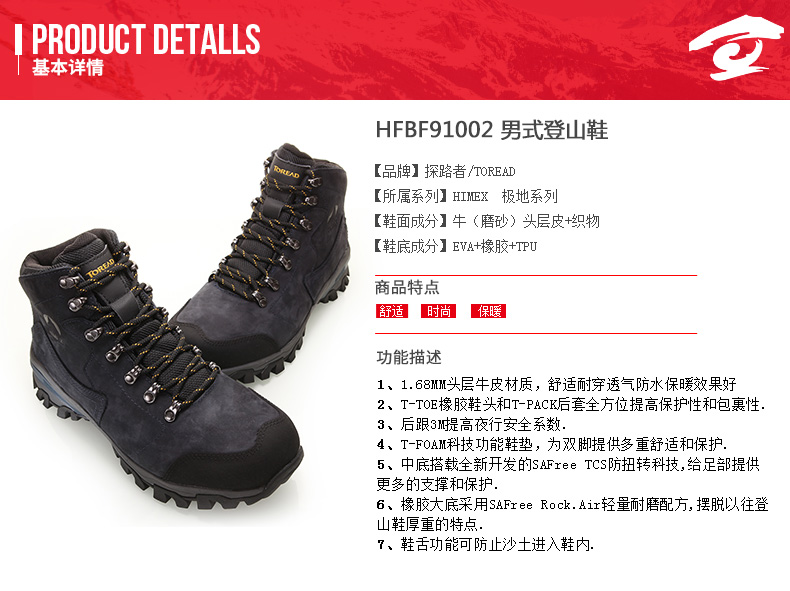 PRODUCT DETALLS
基本详情
HFBF91002 男式登山鞋
【品牌】探路者/TOREAD
【所属系列】HIMEX 极地系列
【鞋面成分】牛（磨砂）头层皮+织物
【鞋底成分】EVA+橡胶+TPU
商品特点
舒适 时尚 保暖
功能描述
1、1.68MM头层牛皮材质，舒适耐穿透气防水保暖效果好
2、T-TOE橡胶鞋头和T-PACK后套全方位提高保护性和包裹性.
3、后跟3M提高夜行安全系数.
4、T-FOAM科技功能鞋垫，为双脚提供多重舒适和保护.
5、中底搭载全新开发的SAFree TCS防扭转科技,给足部提供
更多的支撑和保护.
6、橡胶大底采用SAFree Rock.Air轻量耐磨配方,摆脱以往登
山鞋厚重的特点.
7、鞋舌功能可防止沙土进入鞋内.
TOREAD
TOREAD